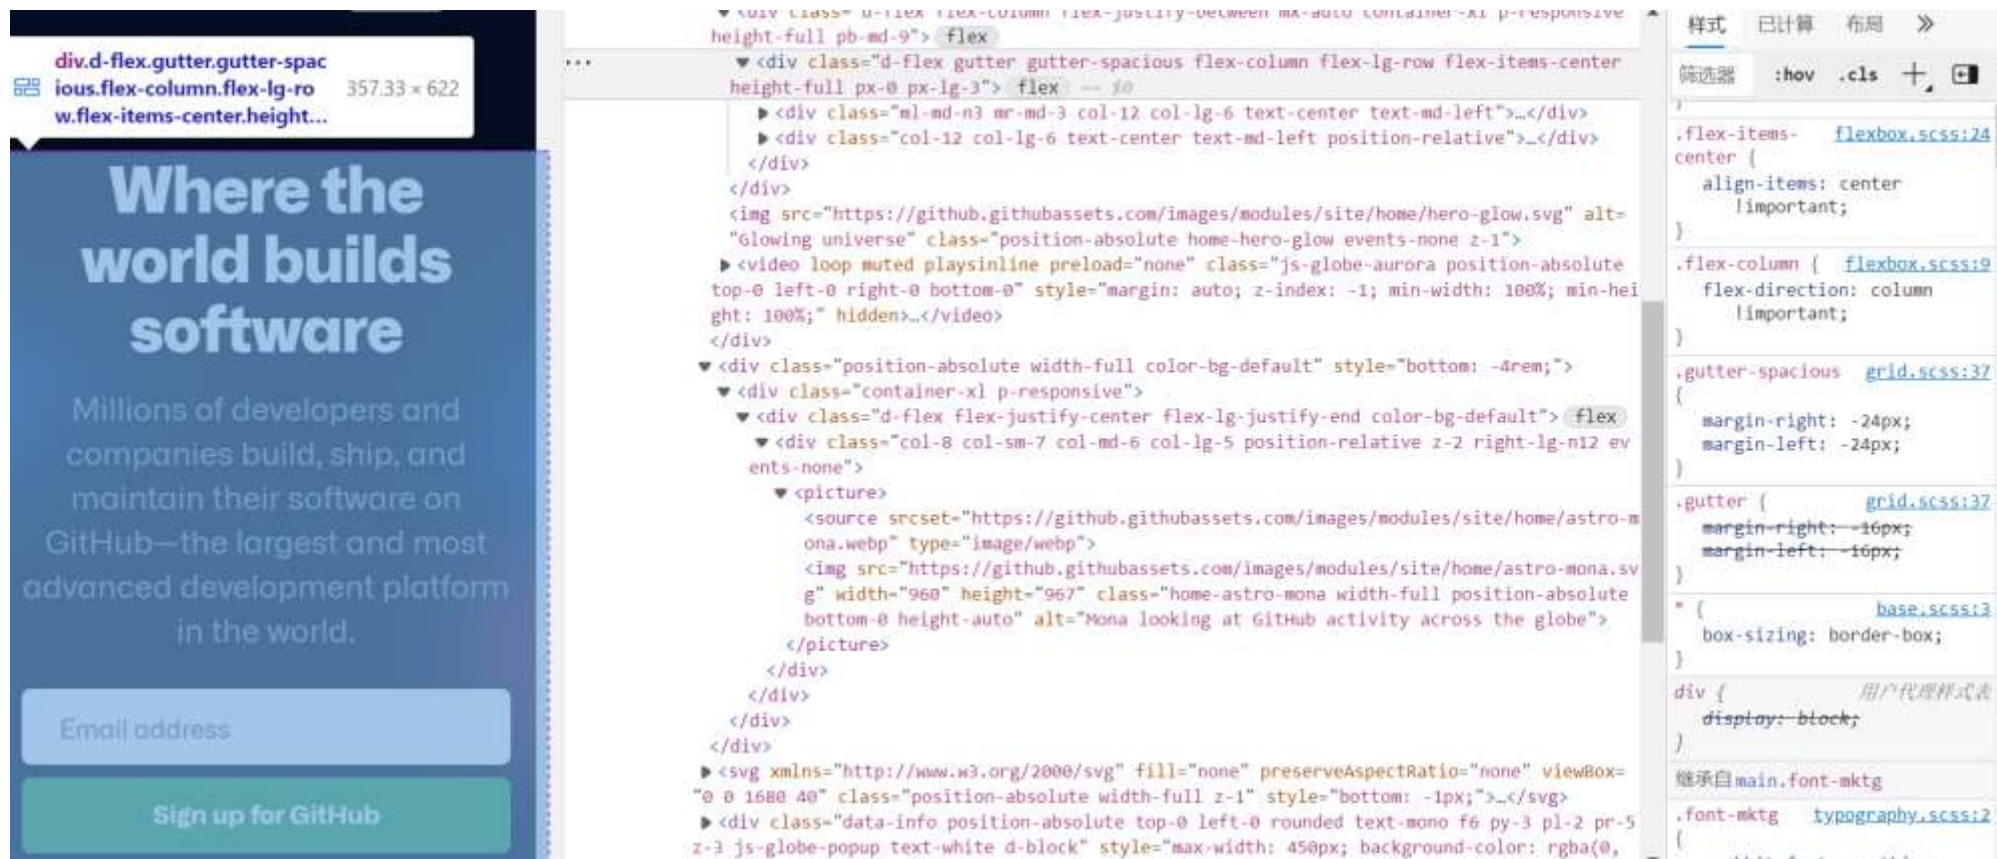 div.d-flex.gutter.gutter-spac
ious.flex-column.flex-lg-ro
w.flex-items-center.height...
357.33 × 622
Where the
world builds
software
Millions of developers and
companies build, ship, and
maintain their software on
GitHub—the largest and most
advanced development platform
in the world.
Email address
Sign up for GitHub
<div class="d-flex flex-column flex-justify-between mx-auto container-xl p-responsive
height-full pb-md-9"> flex
...
<div class="d-flex gutter gutter-spacious flex-column flex-lg-row flex-items-center
height-full px-0 px-lg-3"> flex == $0
<div class="ml-md-n3 mr-md-3 col-12 col-lg-6 text-center text-md-left">…</div>
<div class="col-12 col-lg-6 text-center text-md-left position-relative">…</div>
</div>
</div>
<img src="https://github.githubassets.com/images/modules/site/home/hero-glow.svg" alt=
"Glowing universe" class="position-absolute home-hero-glow events-none z-1">
<video loop muted playsinline preload="none" class="js-globe-aurora position-absolute
top-0 left-0 right-0 bottom-0" style="margin: auto; z-index: -1; min-width: 100%; min-hei
ght: 100%;" hidden>…</video>
</div>
<div class="position-absolute width-full color-bg-default" style="bottom: -4rem;">
<div class="container-xl p-responsive">
<div class="d-flex flex-justify-center flex-lg-justify-end color-bg-default"> flex
<div class="col-8 col-sm-7 col-md-6 col-lg-5 position-relative z-2 right-lg-n12 ev
ents-none">
<picture>
<source srcset="https://github.githubassets.com/images/modules/site/home/astro-m
ona.webp" type="image/webp">
<img src="https://github.githubassets.com/images/modules/site/home/astro-mona.sv
g" width="960" height="967" class="home-astro-mona width-full position-absolute
bottom-0 height-auto" alt="Mona looking at GitHub activity across the globe">
</picture>
</div>
</div>
</div>
</div>
<svg xmlns="http://www.w3.org/2000/svg" fill="none" preserveAspectRatio="none" viewBox=
"0 0 1680 40" class="position-absolute width-full z-1" style="bottom: -1px;">…</svg>
<div class="data-info position-absolute top-0 left-0 rounded text-mono f6 py-3 pl-2 pr-5
z-3 js-globe-popup text-white d-block" style="max-width: 450px; background-color: rgba(0,
样式 已计算 布局
筛选器 :hov .cls
}
.flex-items- flexbox.scss:24
center {
align-items: center
!important;
}
.flex-column { flexbox.scss:9
flex-direction: column
!important;
}
.gutter-spacious grid.scss:37
{
margin-right: -24px;
margin-left: -24px;
}
.gutter { grid.scss:37
margin-right: -16px;
margin-left: -16px;
}
* { base.scss:3
box-sizing: border-box;
}
div { 用户代理样式表
display: block;
}
继承自 main.font-mktg
.font-mktg typography.scss:2
{